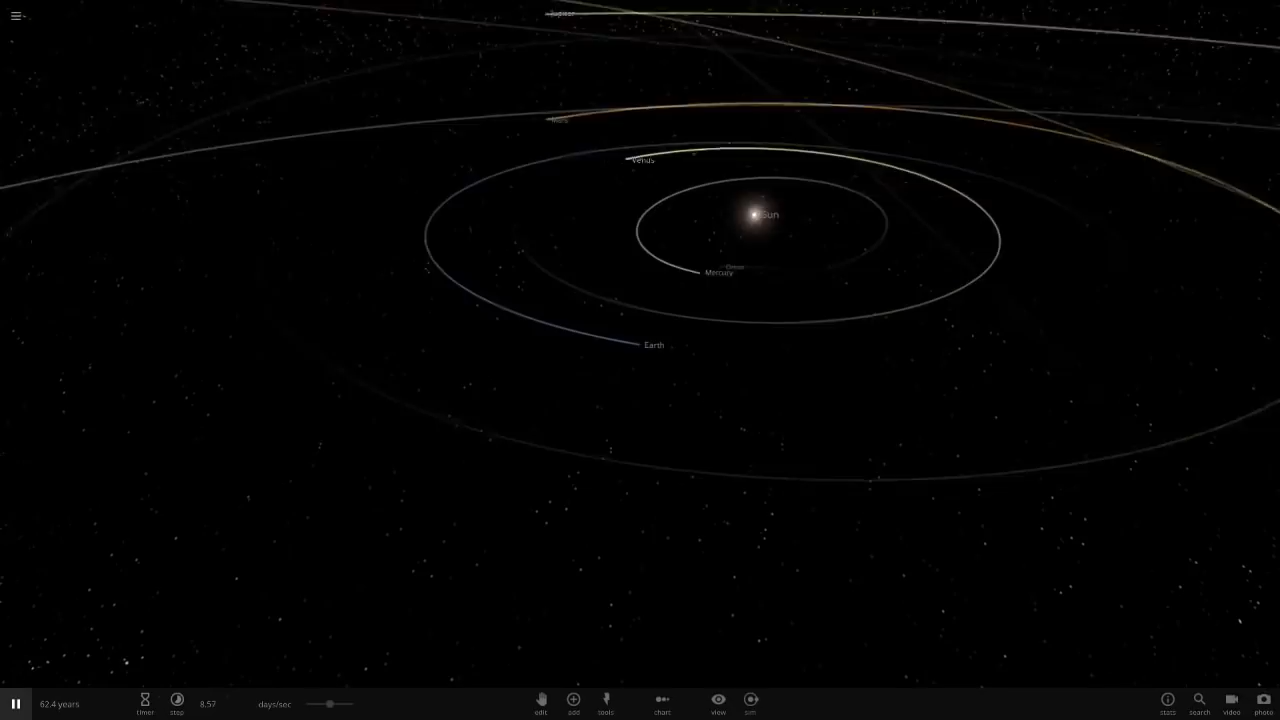 Jupiter
Mars
Venus
Sun
Mercury
Earth
62.4 years
timer
step
8.57
days/sec
edit
add
tools
chart
view
sim
stats
search
video
photo